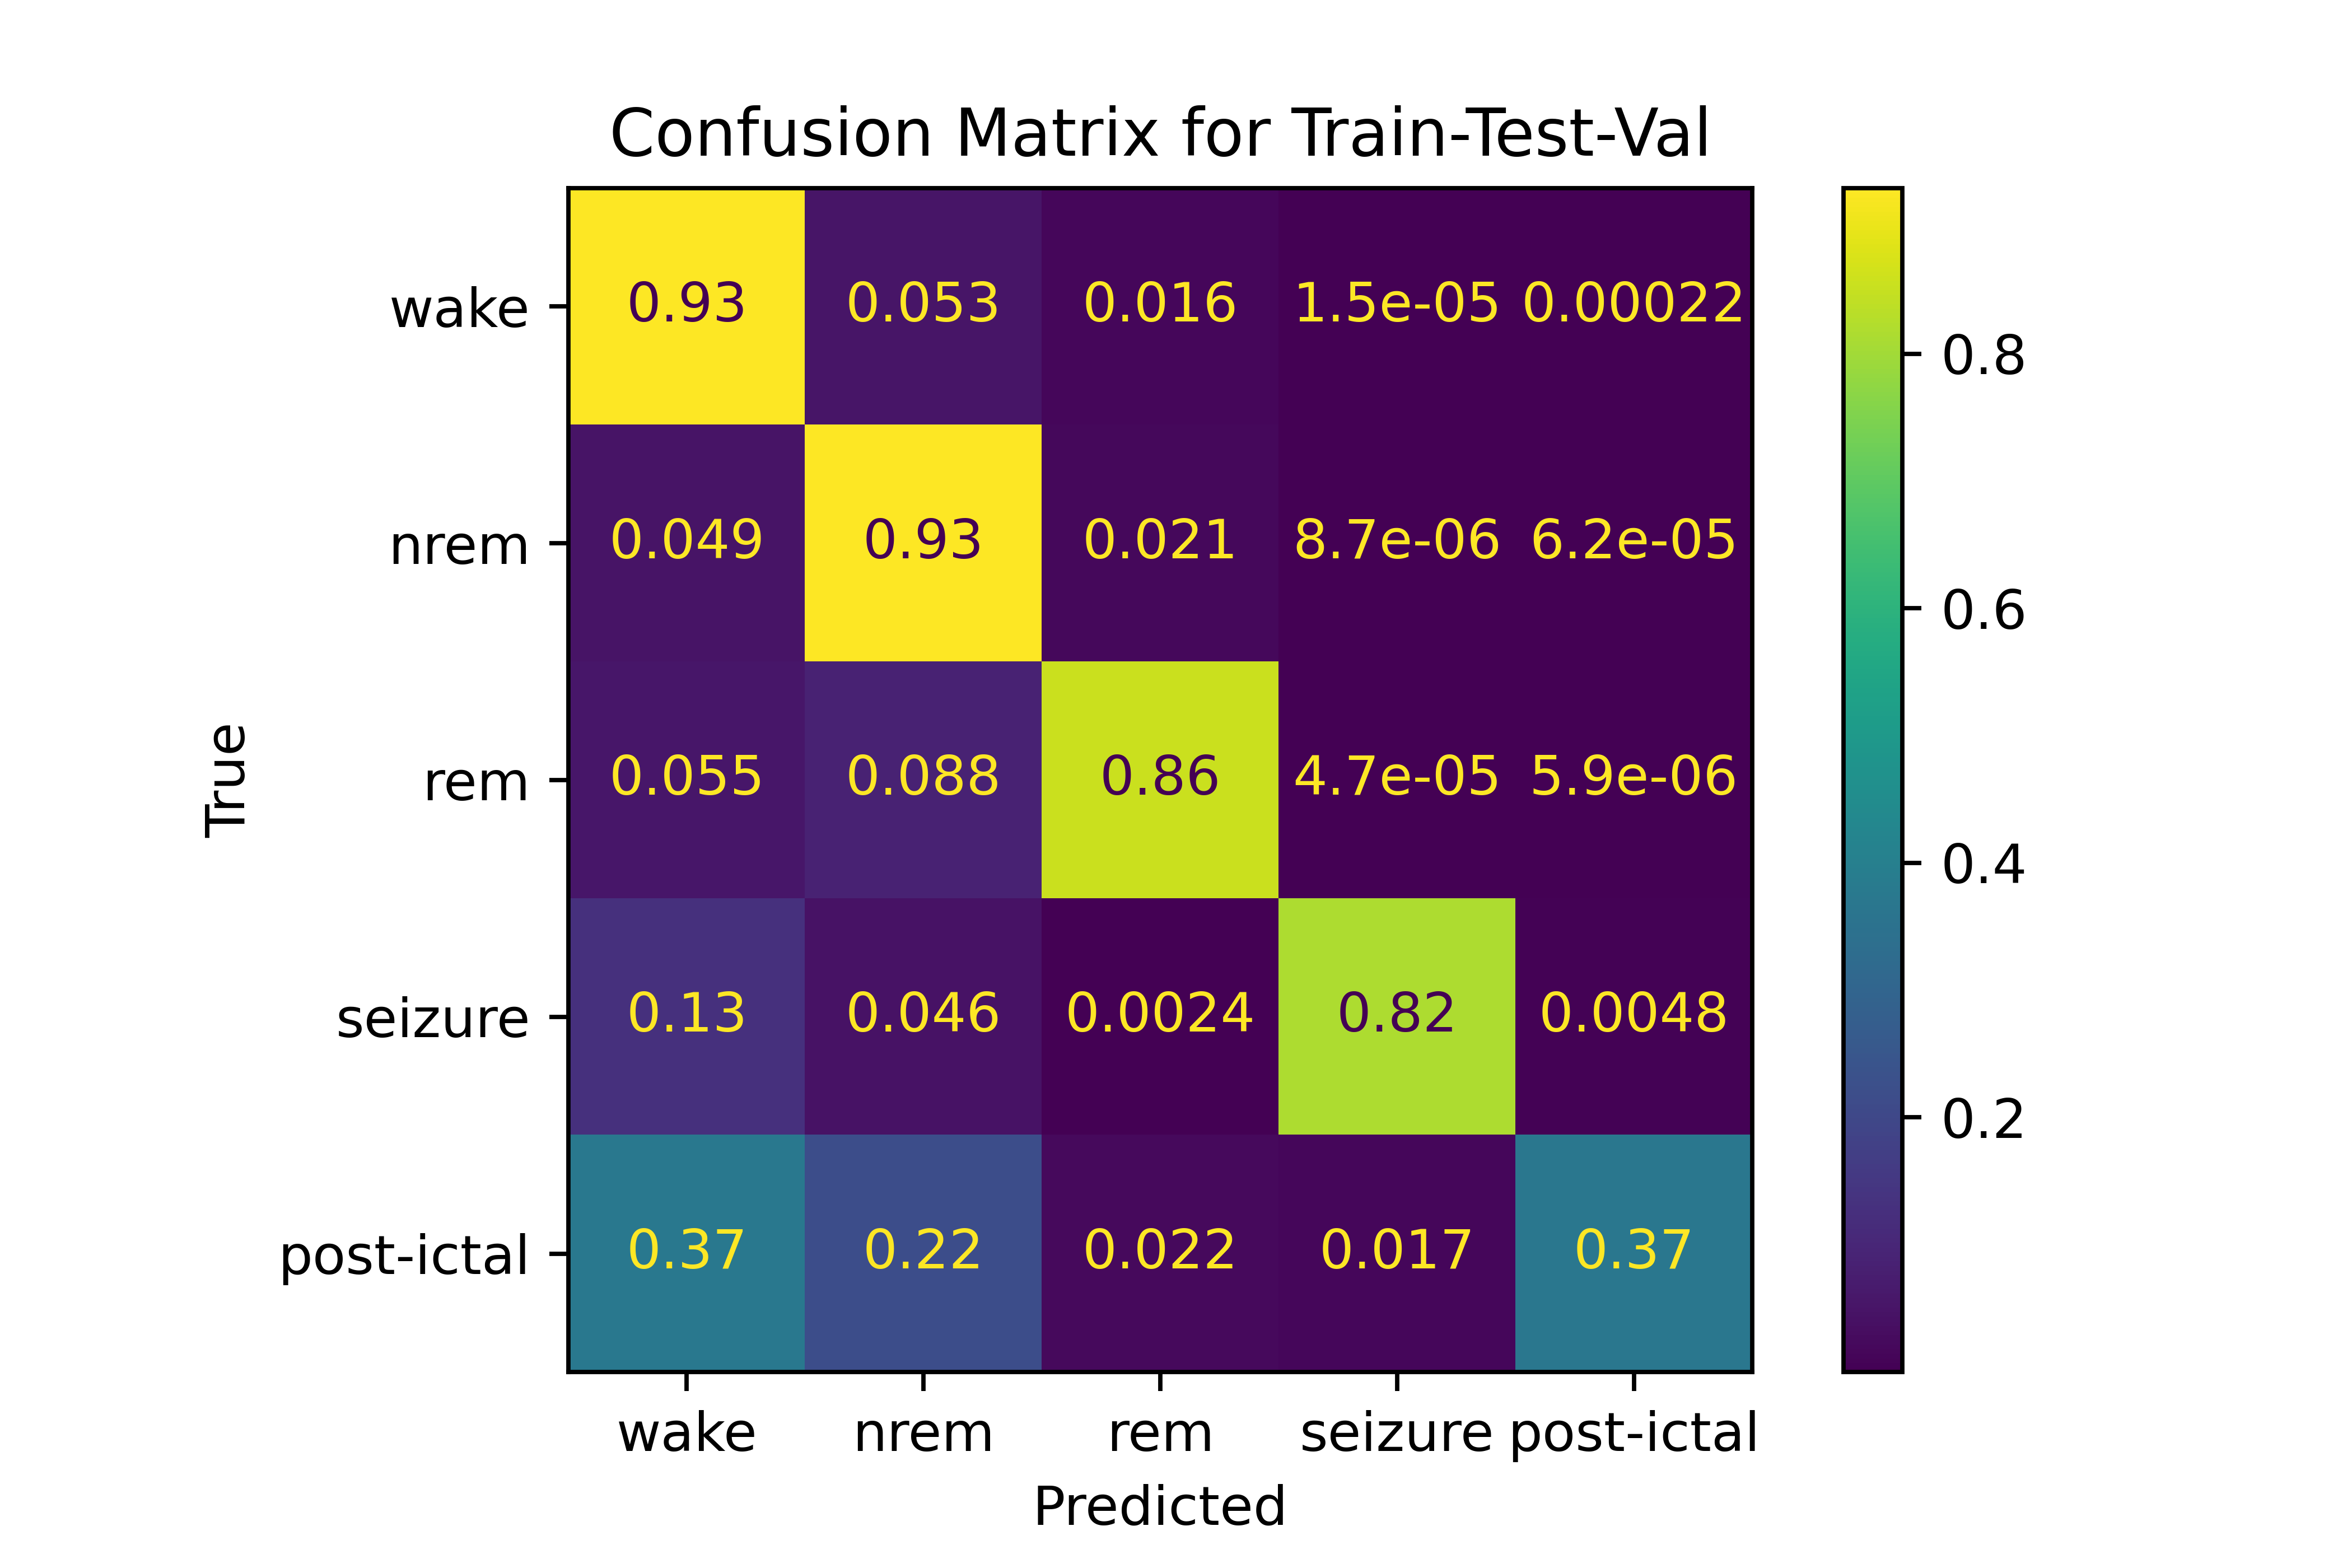 Confusion Matrix for Train-Test-Val
wake 0.93 0.053 0.016 1.5e-05 0.00022
nrem 0.049 0.93 0.021 8.7e-06 6.2e-05
rem 0.055 0.088 0.86 4.7e-05 5.9e-06
seizure 0.13 0.046 0.0024 0.82 0.0048
post-ictal 0.37 0.22 0.022 0.017 0.37
wake nrem rem seizure post-ictal
Predicted
True
0.8
0.6
0.4
0.2